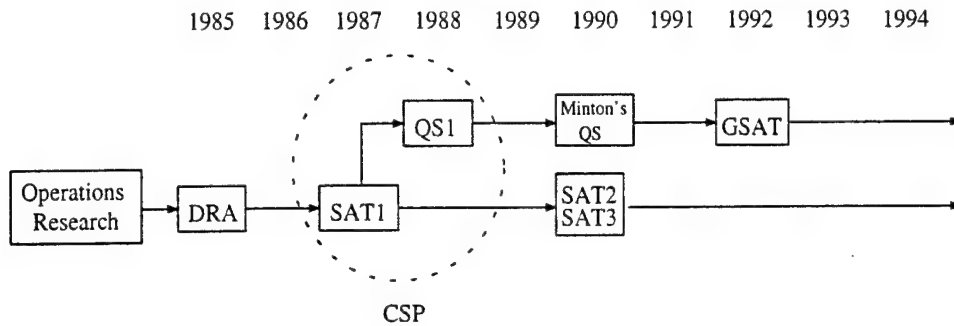 1985 1986 1987 1988 1989 1990 1991 1992 1993 1994
QS1
Minton's
QS
GSAT
Operations
Research
DRA
SAT1
SAT2
SAT3
CSP